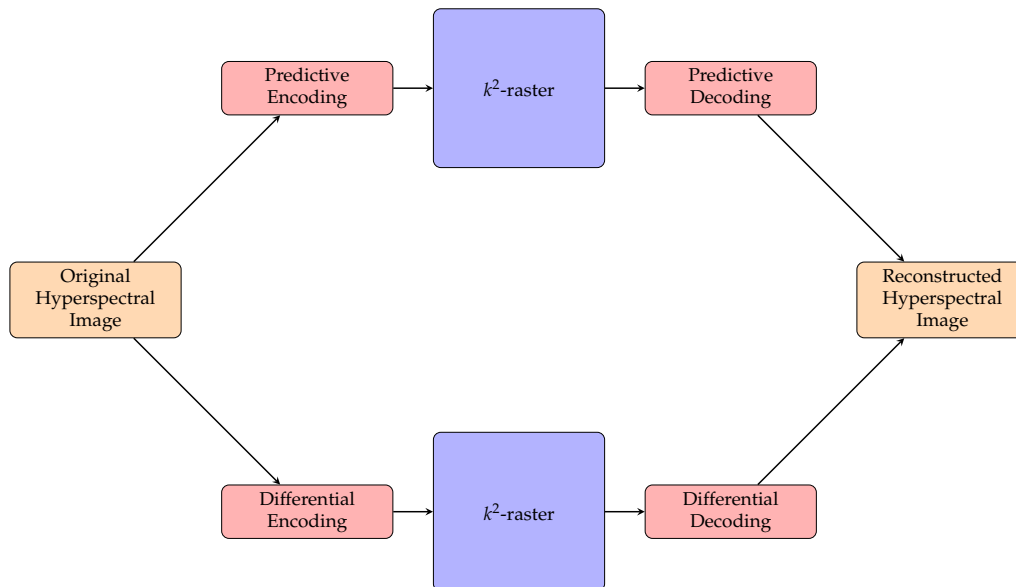 Predictive
Encoding
k²-raster
Predictive
Decoding
Original
Hyperspectral
Image
Reconstructed
Hyperspectral
Image
Differential
Encoding
k²-raster
Differential
Decoding